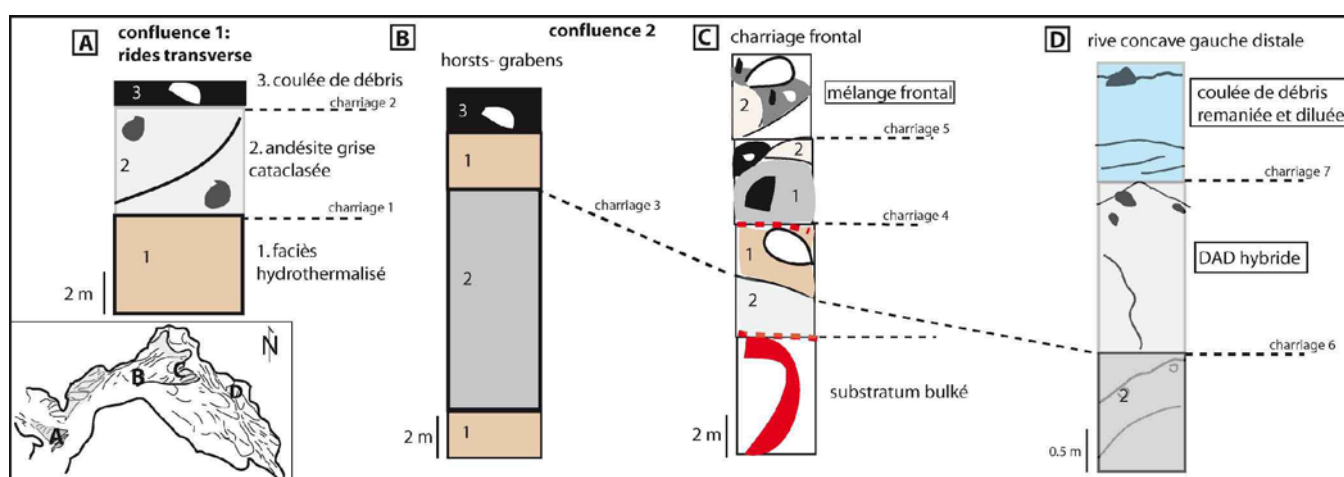 A
confluence 1:
rides transverse
3
3. coulée de débris
charriage 2
2
2. andésite grise
cataclasée
charriage 1
1
1. faciès
hydrothermalisé
2 m
N
A
B
C
D
B
confluence 2
horsts- grabens
3
1
charriage 3
2
1
2 m
C
charriage frontal
2
mélange frontal
charriage 5
2
1
charriage 4
1
2
substratum bulké
2 m
D
rive concave gauche distale
coulée de débris
remaniée et diluée
charriage 7
DAD hybride
charriage 6
2
0.5 m